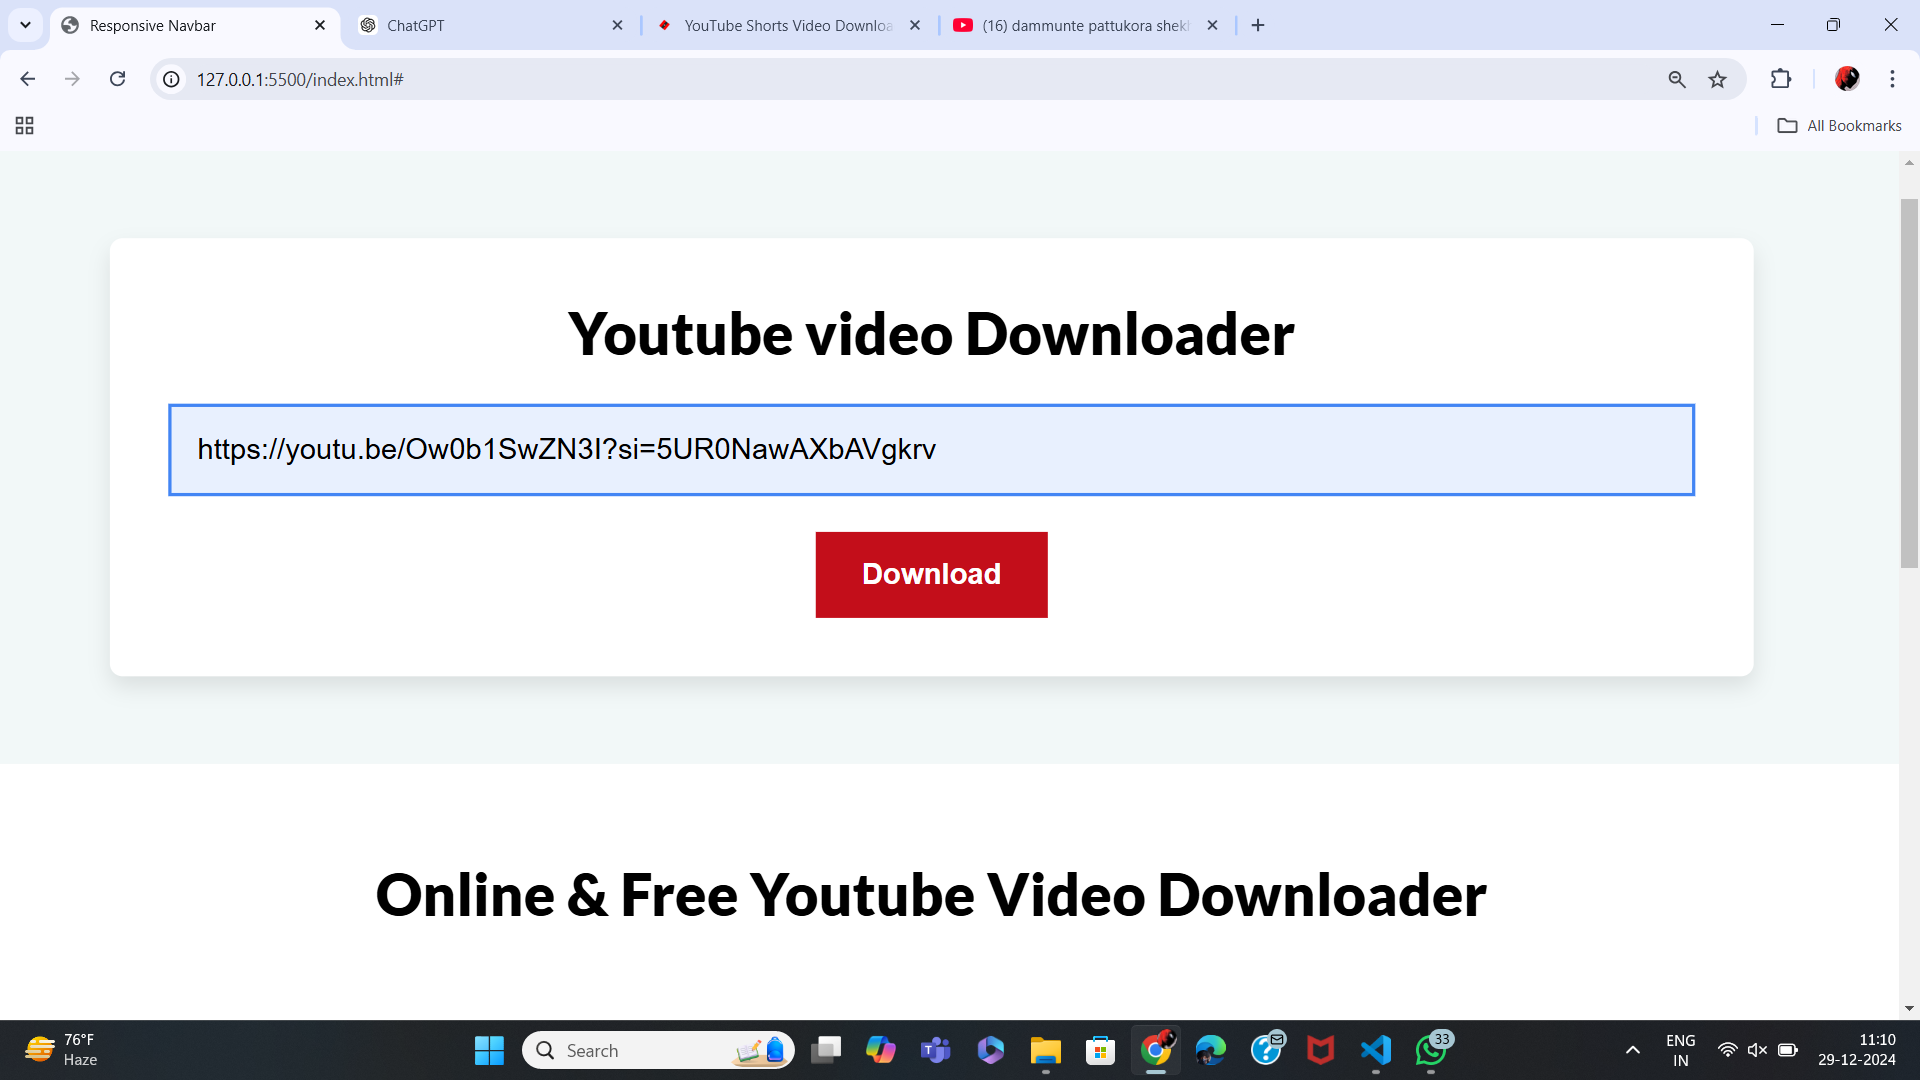 Responsive Navbar
ChatGPT
YouTube Shorts Video Downloa
(16) dammunte pattukora shekh
127.0.0.1:5500/index.html#
All Bookmarks
Youtube video Downloader
https://youtu.be/Ow0b1SwZN3I?si=5UR0NawAXbAVgkrv
Download
Online & Free Youtube Video Downloader
76°F
Haze
Search
33
ENG
IN
11:10
29-12-2024